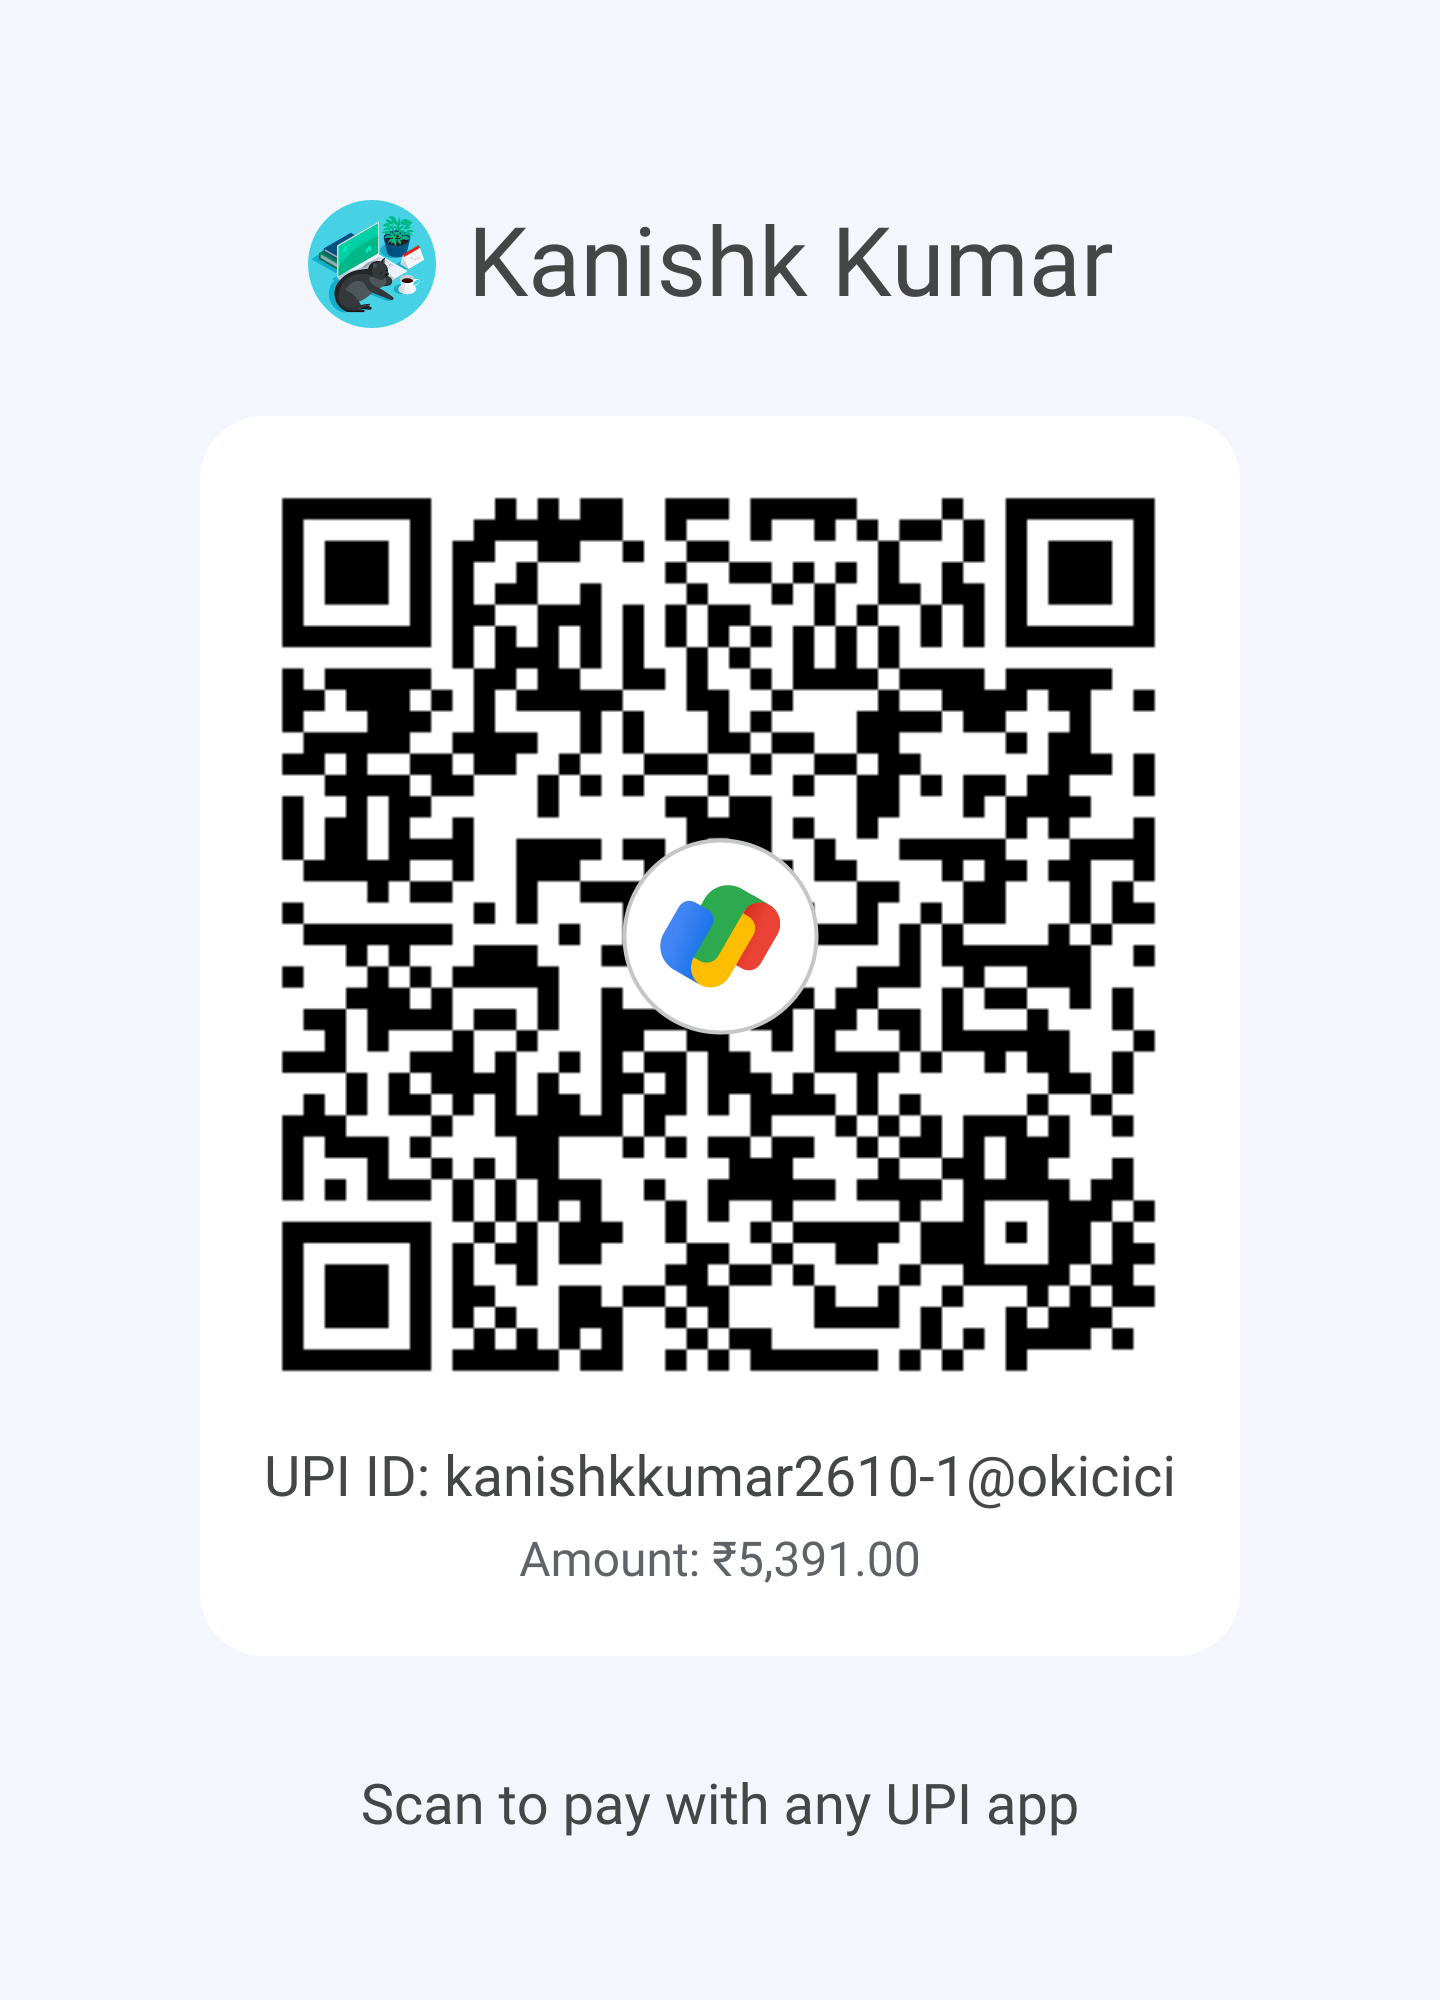 Kanishk Kumar
UPI ID: kanishkkumar2610-1@okicici
Amount: ₹5,391.00
Scan to pay with any UPI app